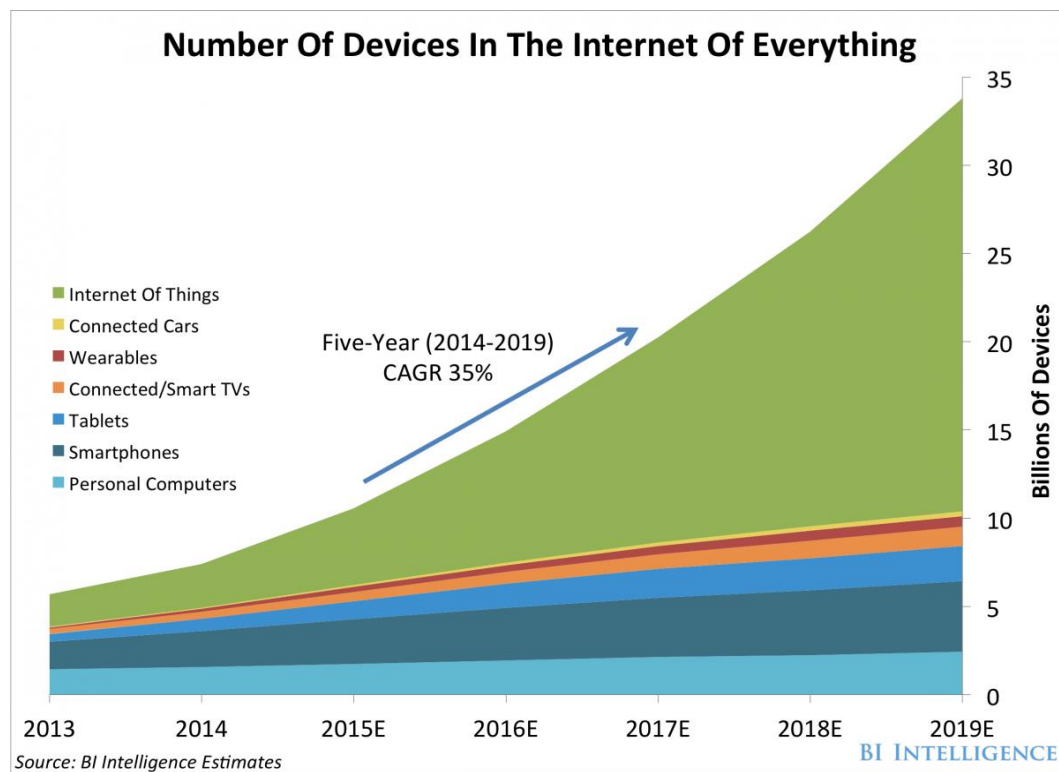 Number Of Devices In The Internet Of Everything
35
30
25
20
15
10
5
0
Billions Of Devices
Internet Of Things
Connected Cars
Wearables
Connected/Smart TVs
Tablets
Smartphones
Personal Computers
Five-Year (2014-2019)
CAGR 35%
2013 2014 2015E 2016E 2017E 2018E 2019E
Source: BI Intelligence Estimates
BI INTELLIGENCE